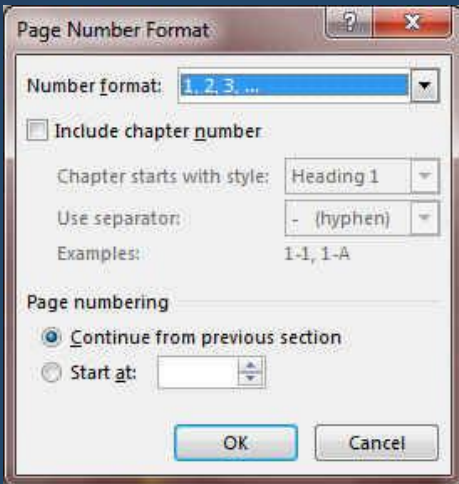 Page Number Format
Number format: 1, 2, 3, ...
Include chapter number
Chapter starts with style: Heading 1
Use separator: - (hyphen)
Examples: 1-1, 1-A
Page numbering
Continue from previous section
Start at:
OK Cancel